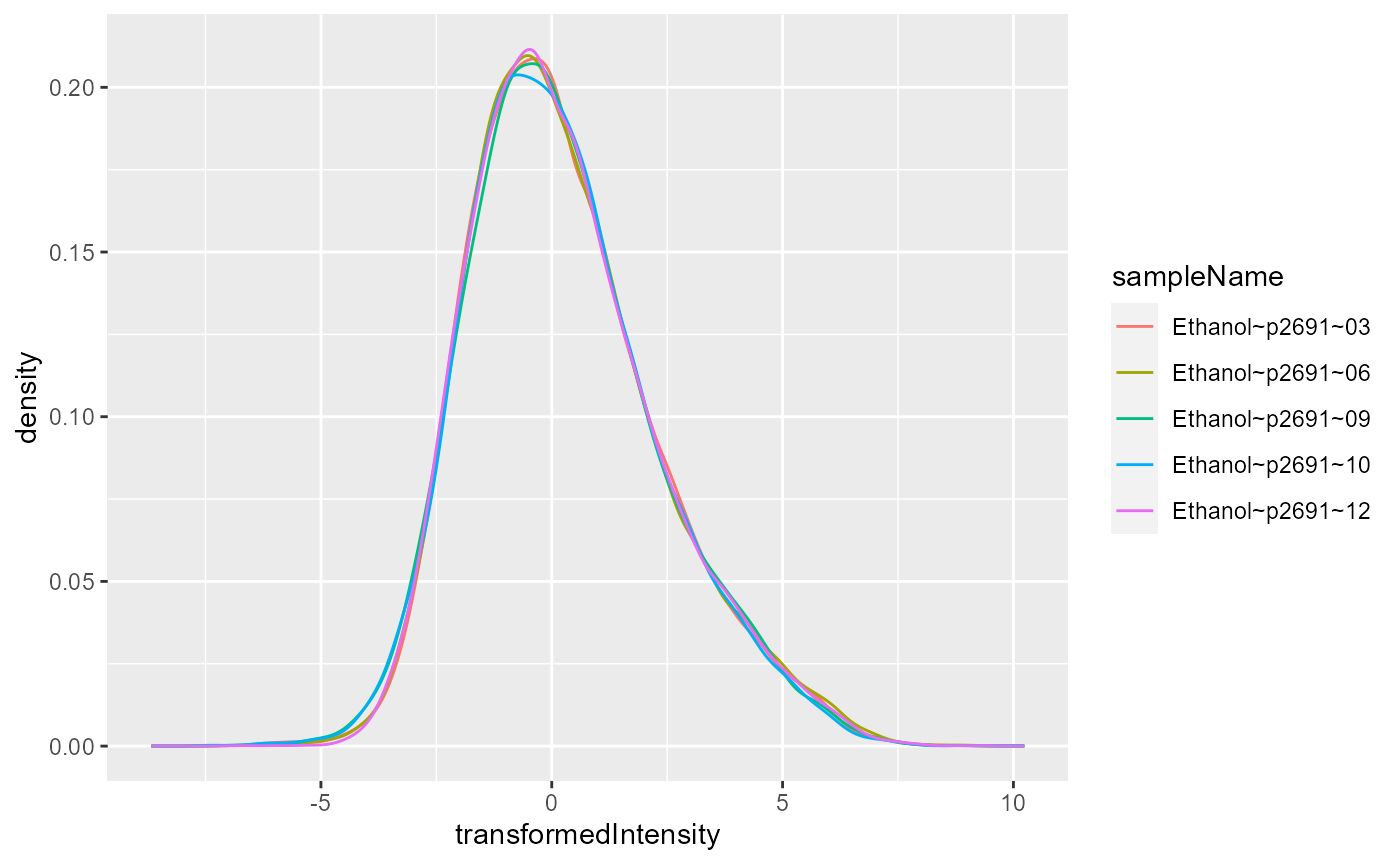 density
0.20
0.15
0.10
0.05
0.00
-5
0
5
10
transformedIntensity
sampleName
Ethanol~p2691~03
Ethanol~p2691~06
Ethanol~p2691~09
Ethanol~p2691~10
Ethanol~p2691~12